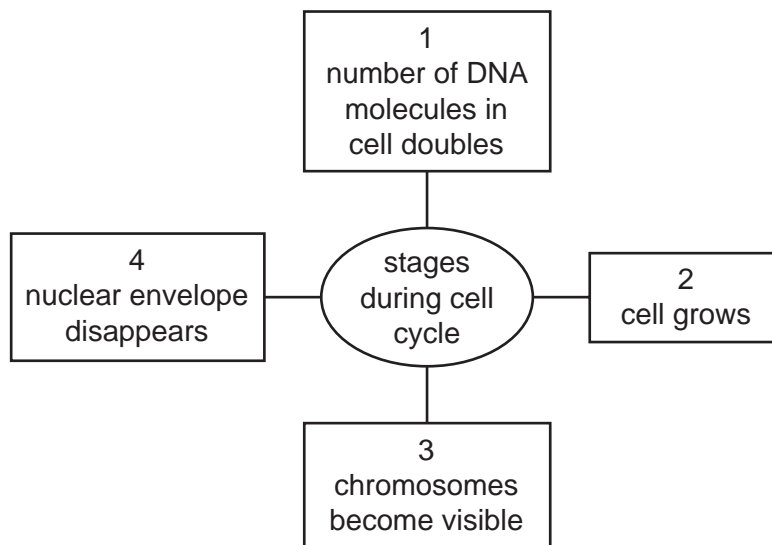 1
number of DNA
molecules in
cell doubles
4
nuclear envelope
disappears
stages
during cell
cycle
2
cell grows
3
chromosomes
become visible